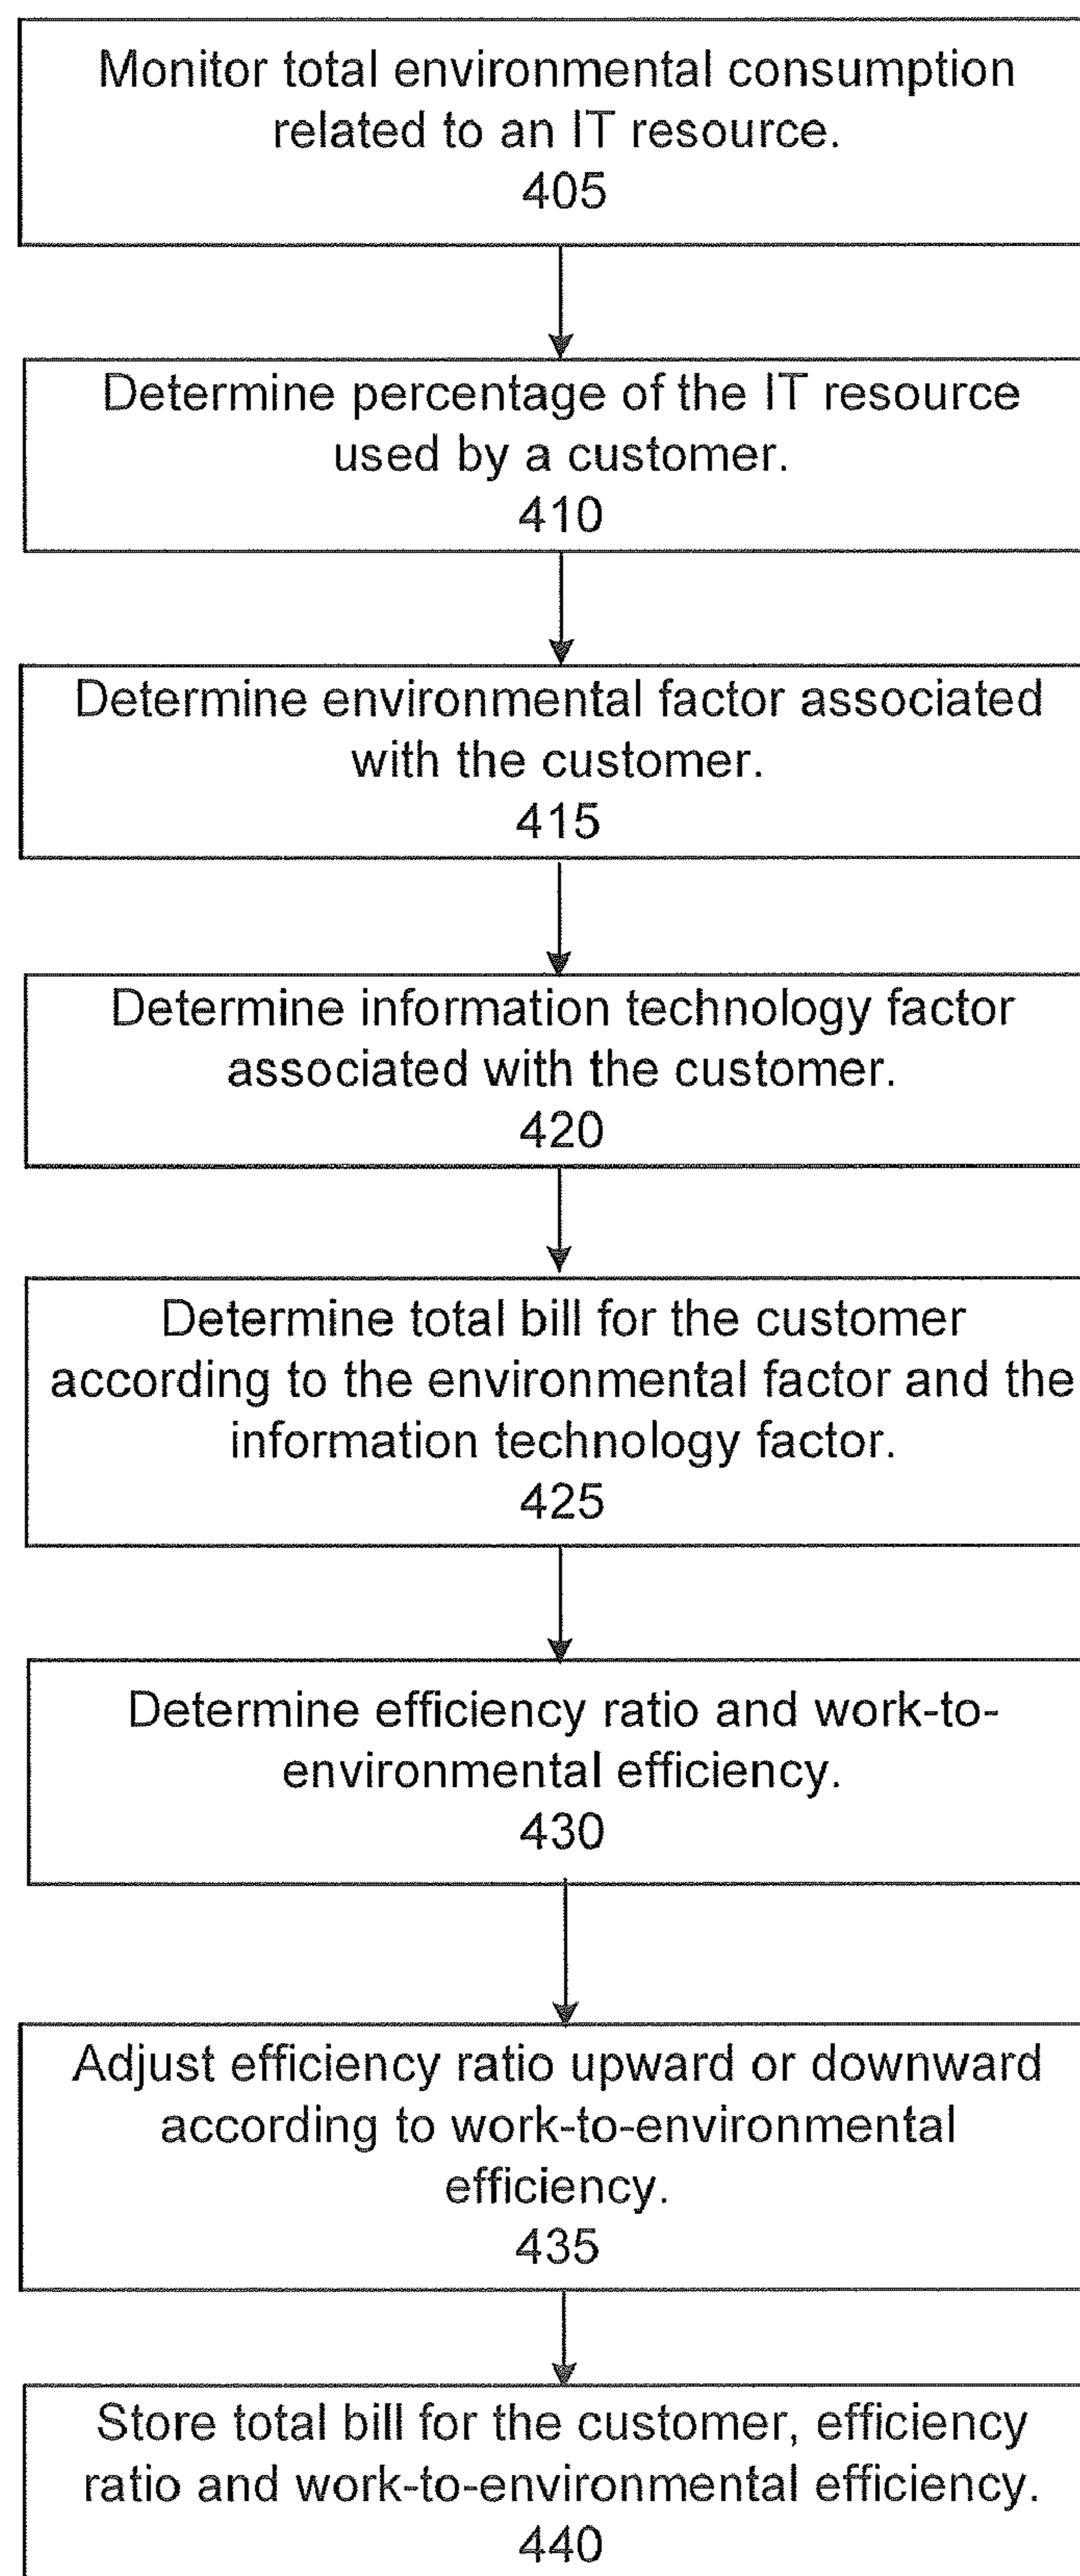 Monitor total environmental consumption
related to an IT resource.
405
Determine percentage of the IT resource
used by a customer.
410
Determine environmental factor associated
with the customer.
415
Determine information technology factor
associated with the customer.
420
Determine total bill for the customer
according to the environmental factor and the
information technology factor.
425
Determine efficiency ratio and work-to-
environmental efficiency.
430
Adjust efficiency ratio upward or downward
according to work-to-environmental
efficiency.
435
Store total bill for the customer, efficiency
ratio and work-to-environmental efficiency.
440